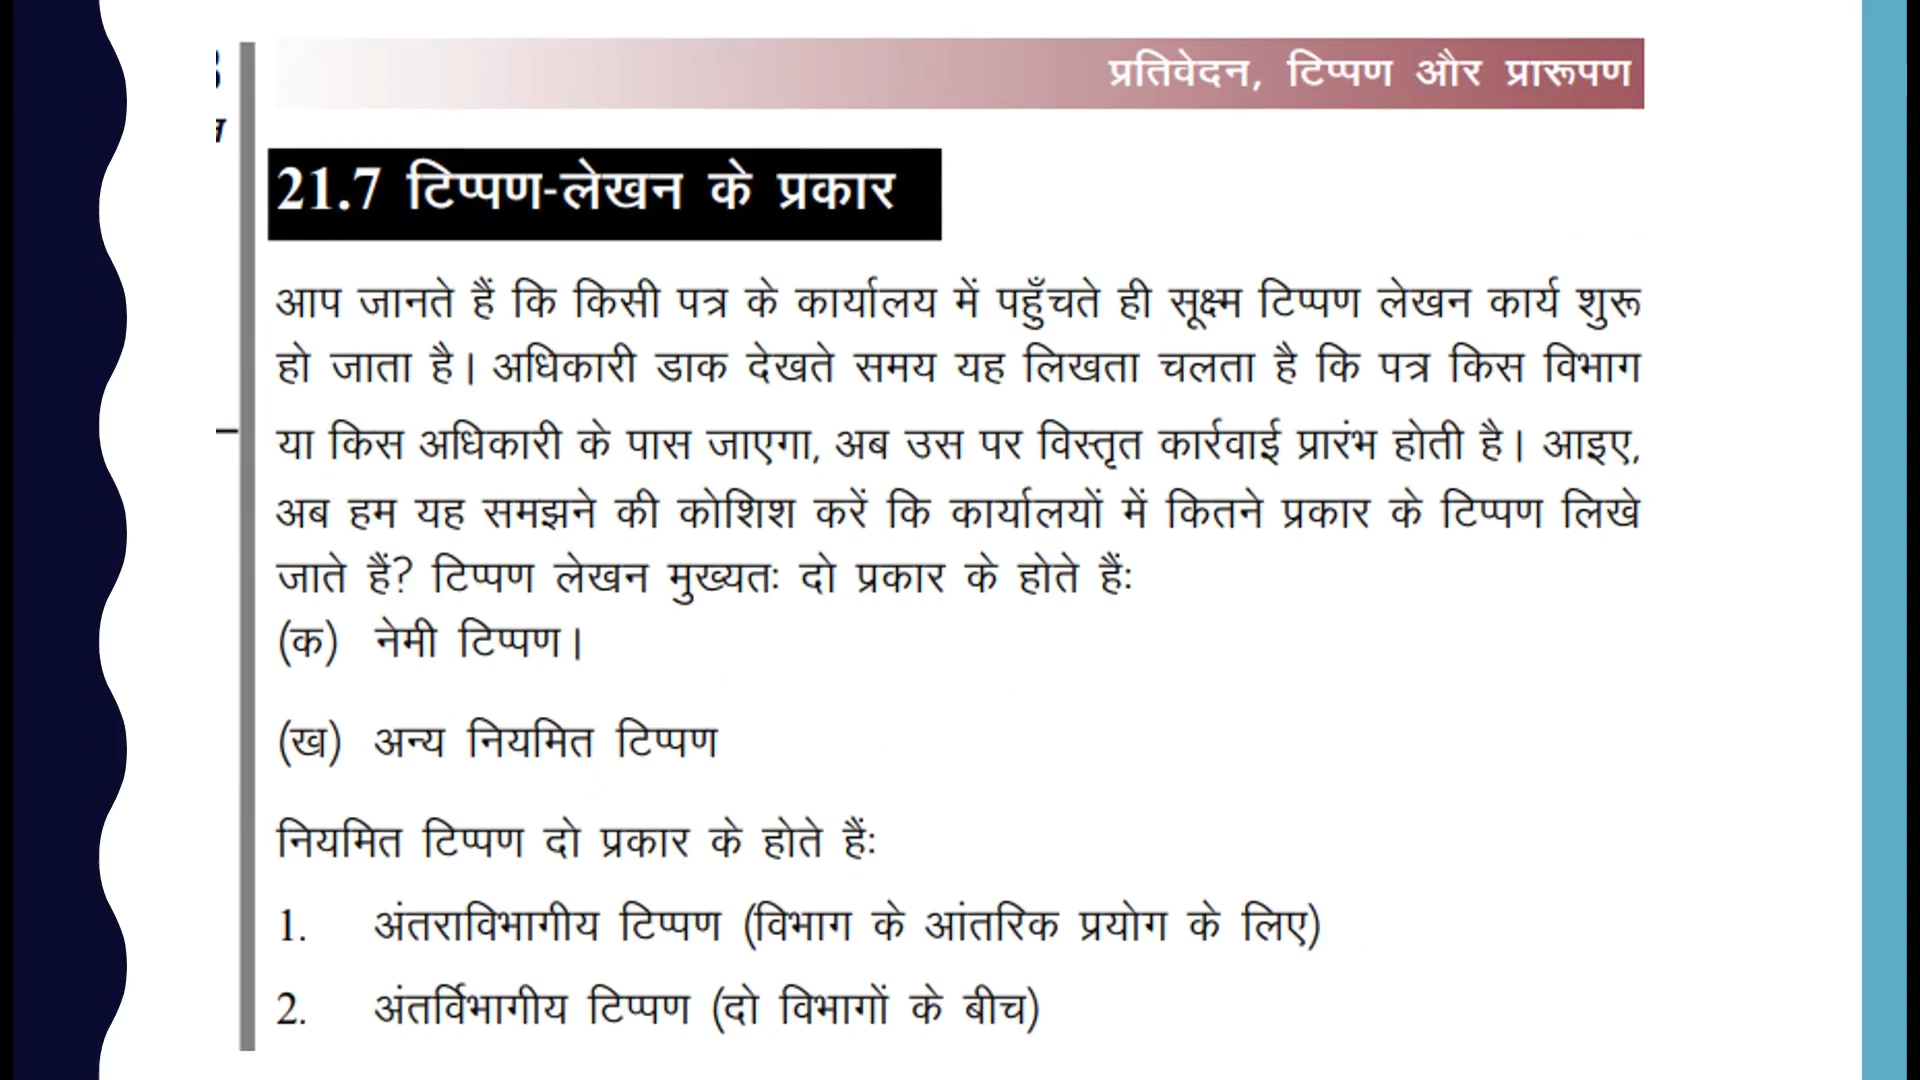 प्रतिवेदन, टिप्पण और प्रारूपण
21.7 टिप्पण-लेखन के प्रकार
आप जानते हैं कि किसी पत्र के कार्यालय में पहुँचते ही सूक्ष्म टिप्पण लेखन कार्य शुरू
हो जाता है। अधिकारी डाक देखते समय यह लिखता चलता है कि पत्र किस विभाग
या किस अधिकारी के पास जाएगा, अब उस पर विस्तृत कार्रवाई प्रारंभ होती है। आइए,
अब हम यह समझने की कोशिश करें कि कार्यालयों में कितने प्रकार के टिप्पण लिखे
जाते हैं? टिप्पण लेखन मुख्यतः दो प्रकार के होते हैंः
(क) नेमी टिप्पण।
(ख) अन्य नियमित टिप्पण
नियमित टिप्पण दो प्रकार के होते हैंः
1. अंतराविभागीय टिप्पण (विभाग के आंतरिक प्रयोग के लिए)
2. अंतर्विभागीय टिप्पण (दो विभागों के बीच)